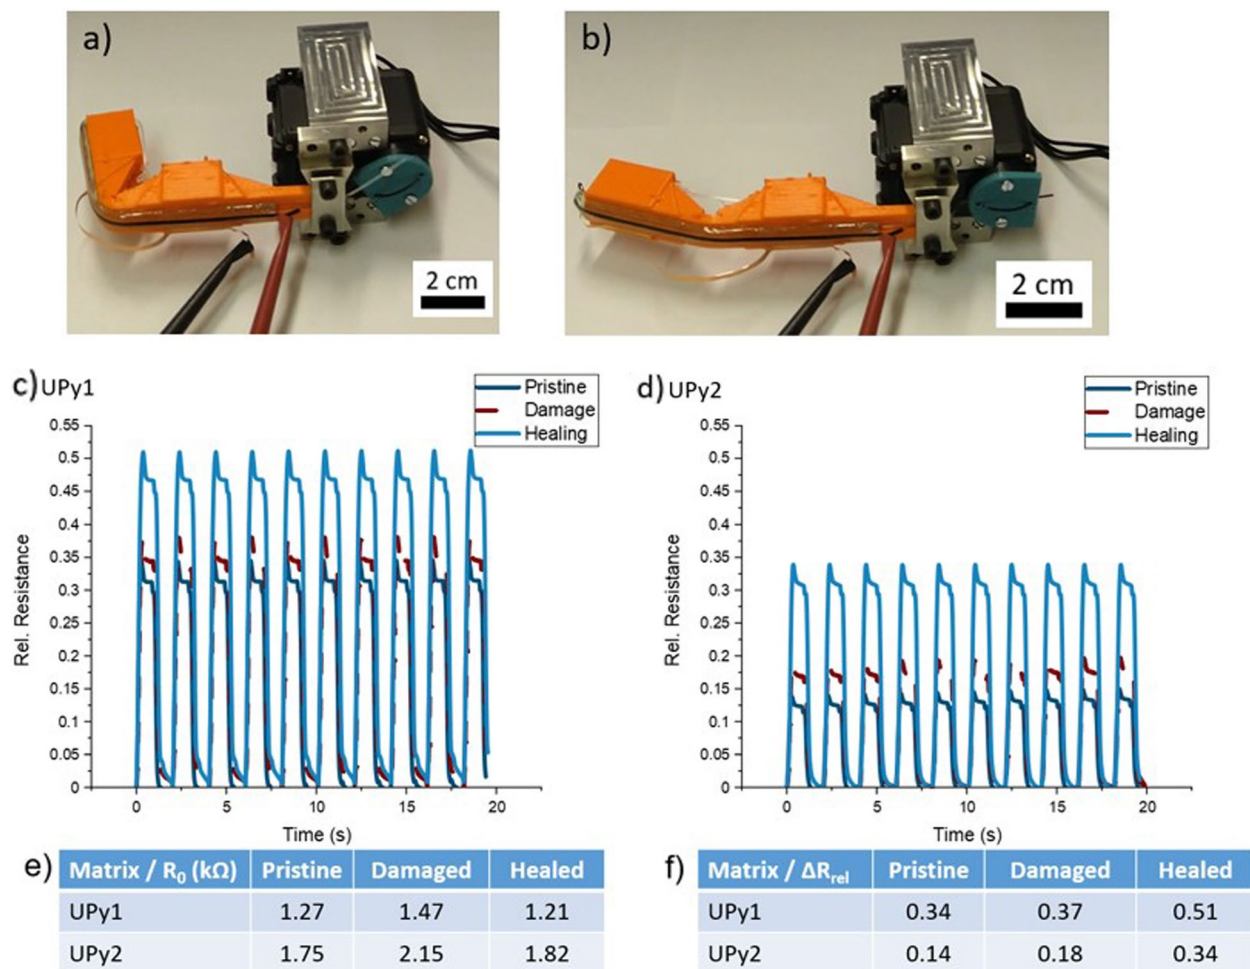 a)
b)
2 cm
2 cm
c) UPy1
Pristine
Damage
Healing
0.55
0.5
0.45
0.4
0.35
0.3
0.25
0.2
0.15
0.1
0.05
0
Rel. Resistance
0 5 10 15 20
Time (s)
d) UPy2
Pristine
Damage
Healing
0.55
0.5
0.45
0.4
0.35
0.3
0.25
0.2
0.15
0.1
0.05
0
Rel. Resistance
0 5 10 15 20
Time (s)
e) Matrix / R₀ (kΩ) Pristine Damaged Healed
UPy1 1.27 1.47 1.21
UPy2 1.75 2.15 1.82
f) Matrix / ΔRrel Pristine Damaged Healed
UPy1 0.34 0.37 0.51
UPy2 0.14 0.18 0.34